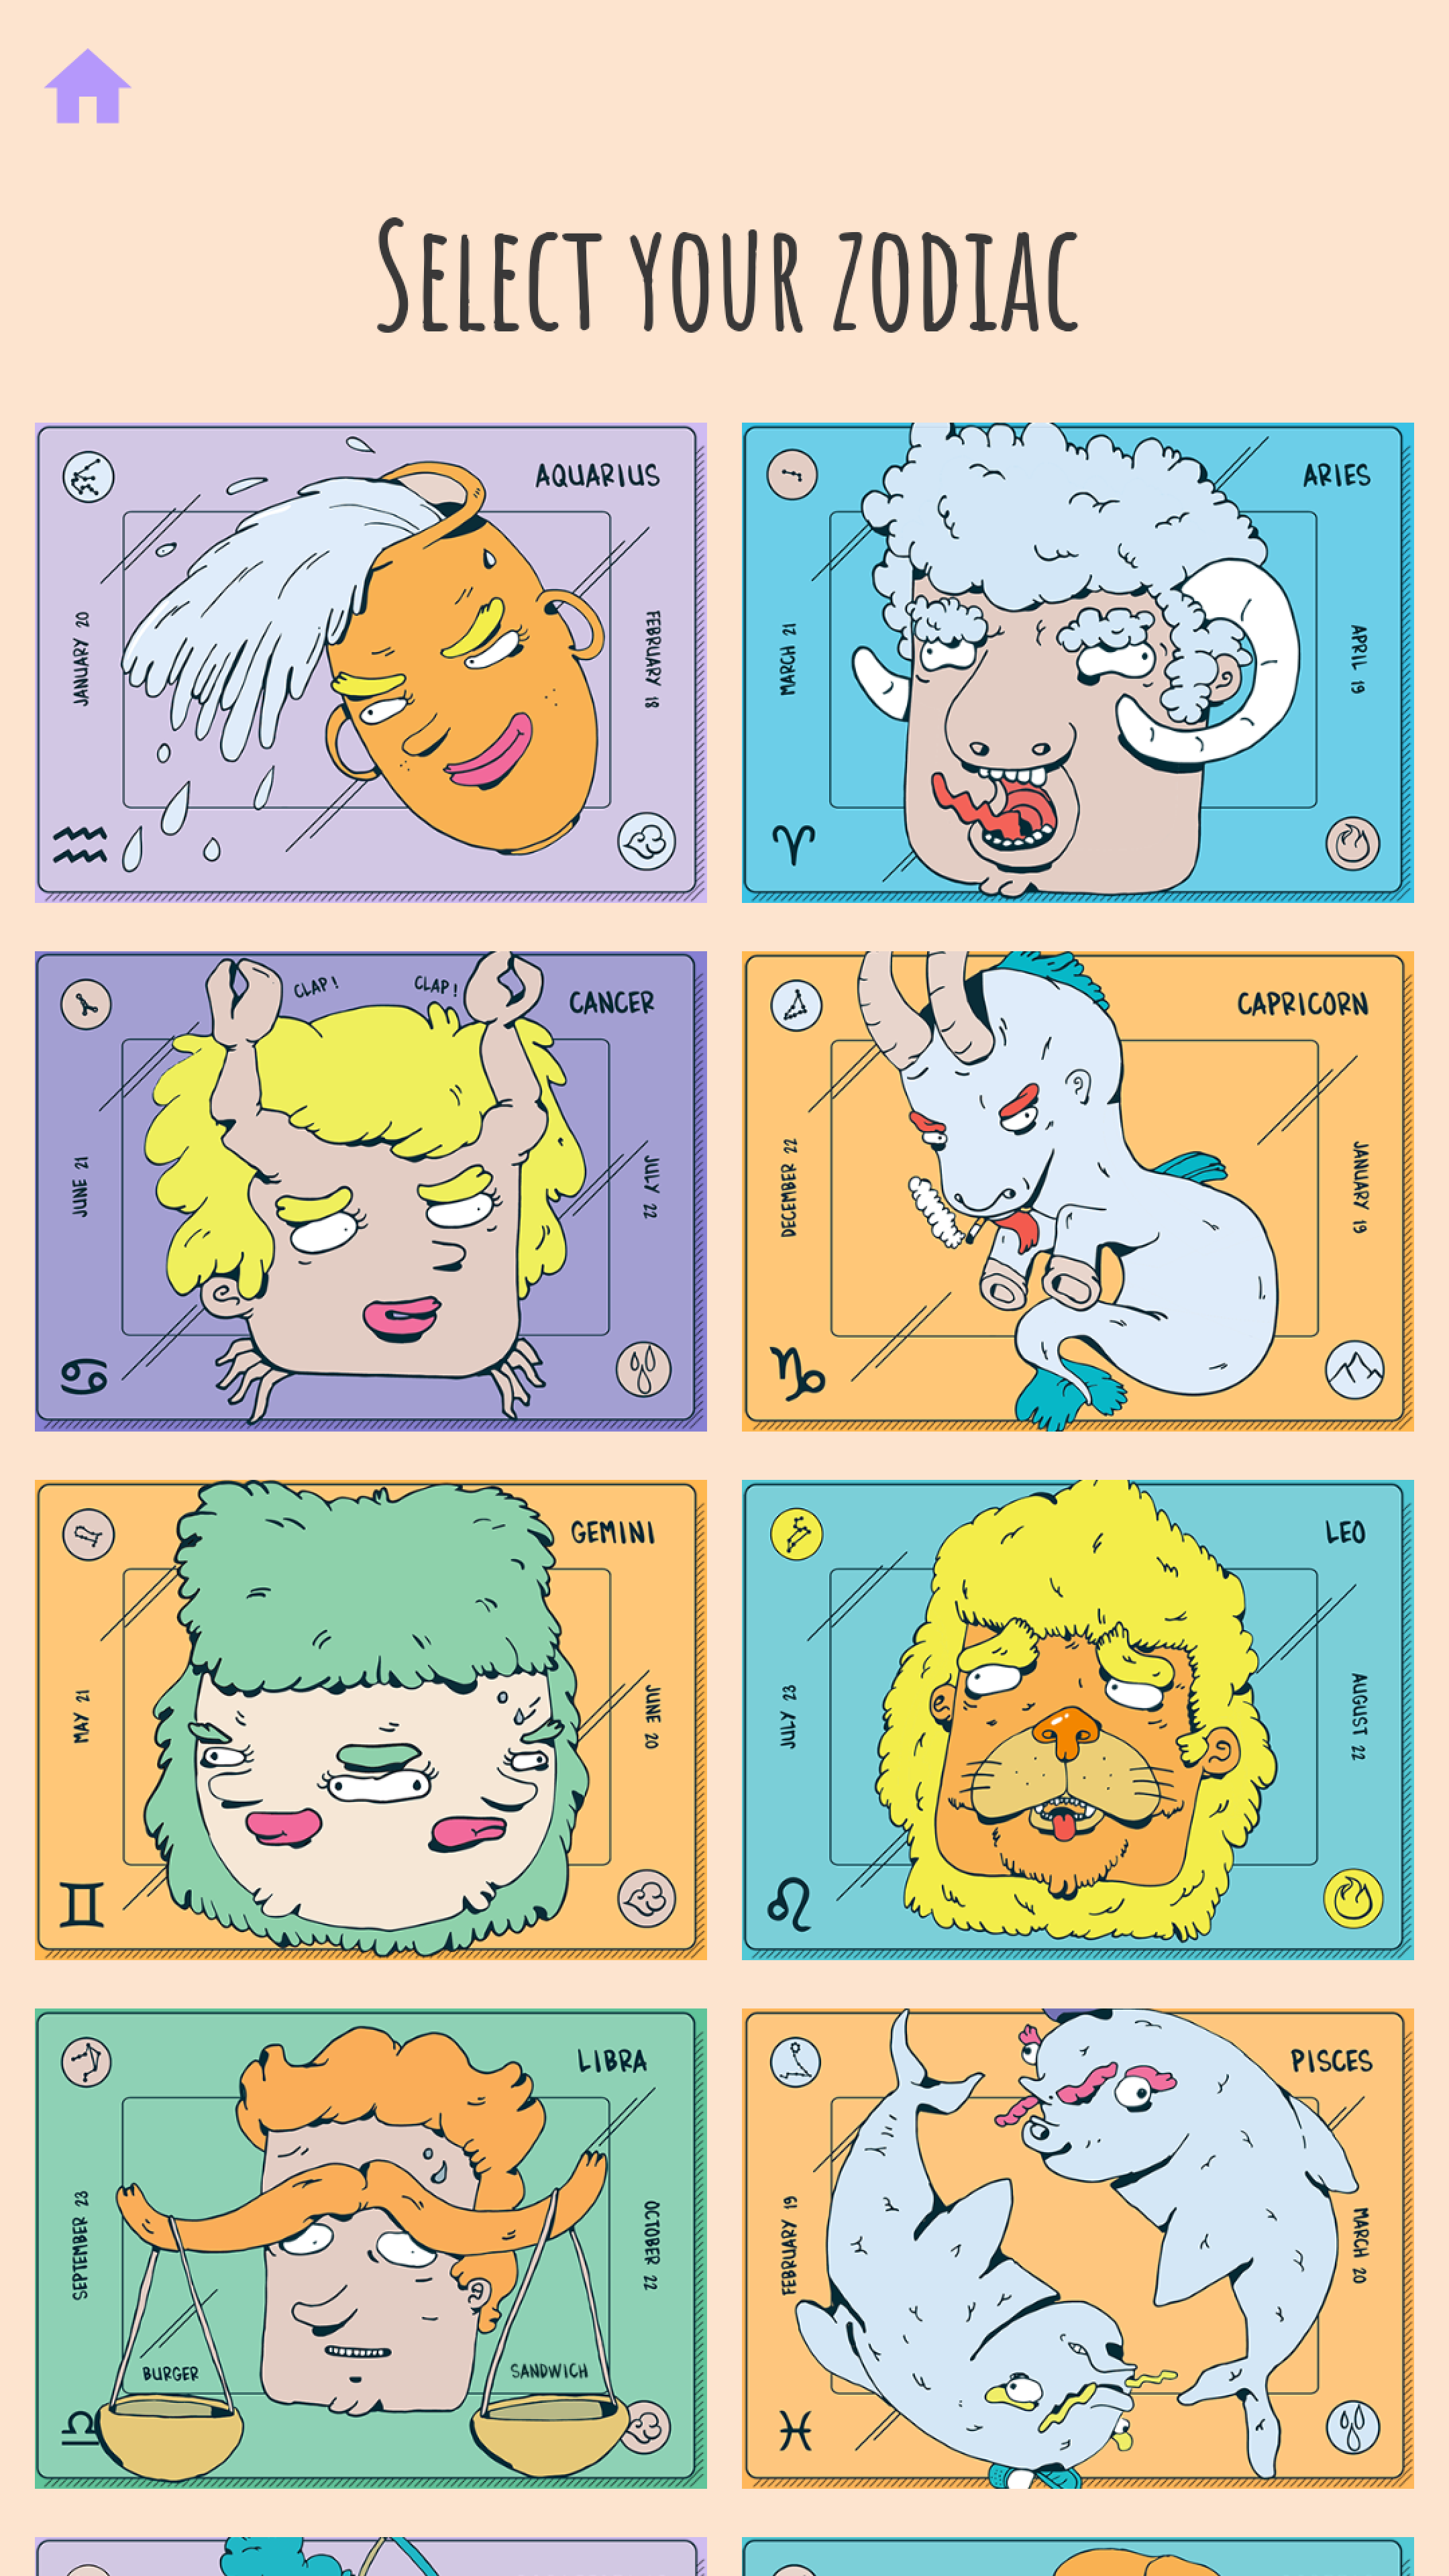 SELECT YOUR ZODIAC
AQUARIUS
JANUARY 20
FEBRUARY 18
ARIES
MARCH 21
APRIL 19
CLAP!
CLAP!
CANCER
JUNE 21
JULY 22
CAPRICORN
DECEMBER 22
JANUARY 19
GEMINI
MAY 21
JUNE 20
LEO
JULY 23
AUGUST 22
LIBRA
SEPTEMBER 23
OCTOBER 22
BURGER
SANDWICH
PISCES
FEBRUARY 19
MARCH 20